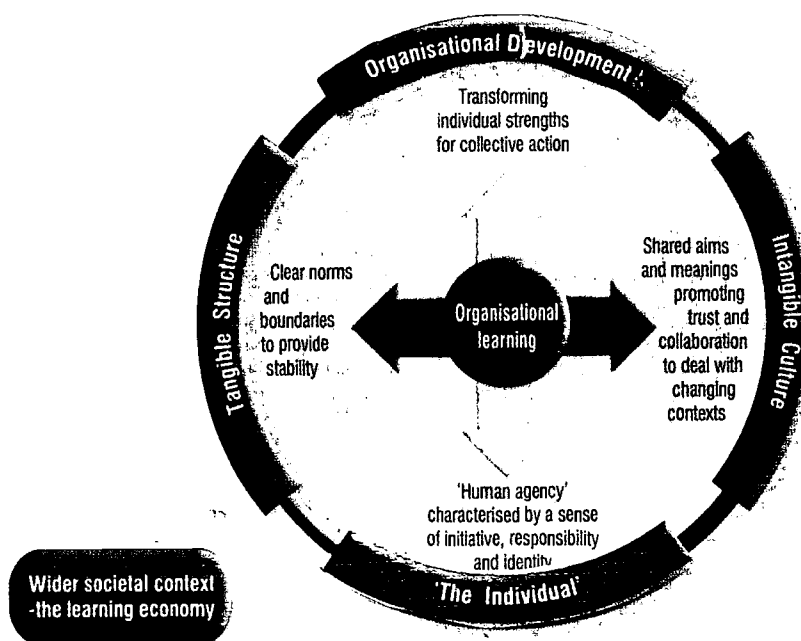 Organisational Development
Transforming
individual strengths
for collective action
Tangible Structure
Clear norms
and
boundaries
to provide
stability
Organisational
learning
Shared aims
and meanings
promoting
trust and
collaboration
to deal with
changing
contexts
Intangible Culture
'Human agency'
characterised by a sense
of initiative, responsibility
and identity
'The Individual'
Wider societal context
-the learning economy